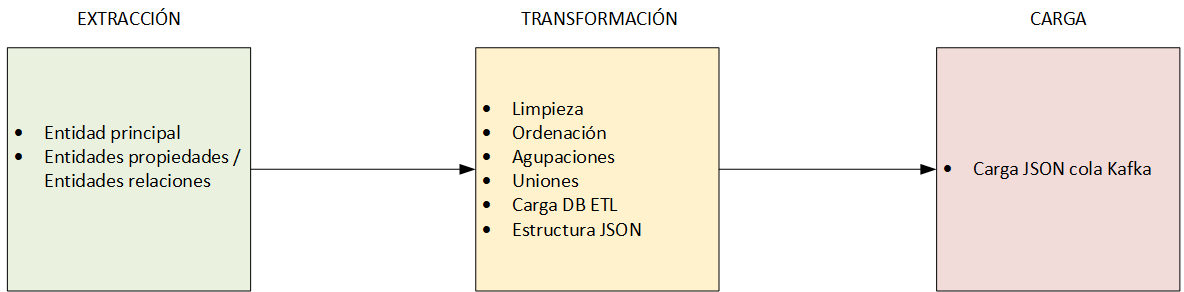 EXTRACCIÓN
• Entidad principal
• Entidades propiedades /
Entidades relaciones
TRANSFORMACIÓN
• Limpieza
• Ordenación
• Agupaciones
• Uniones
• Carga DB ETL
• Estructura JSON
CARGA
• Carga JSON cola Kafka